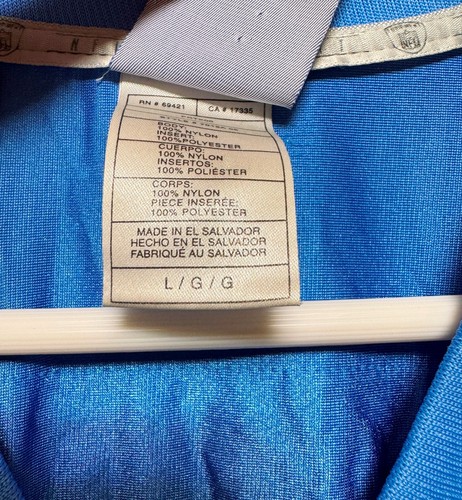 RN # 69421 CA # 17335
BODY:
100% NYLON
INSERT:
100% POLYESTER
CUERPO:
100% NYLON
INSERTOS:
100% POLIÉSTER
CORPS:
100% NYLON
PIECE INSERÉE:
100% POLYESTER
MADE IN EL SALVADOR
HECHO EN EL SALVADOR
FABRIQUÉ AU SALVADOR
L / G / G